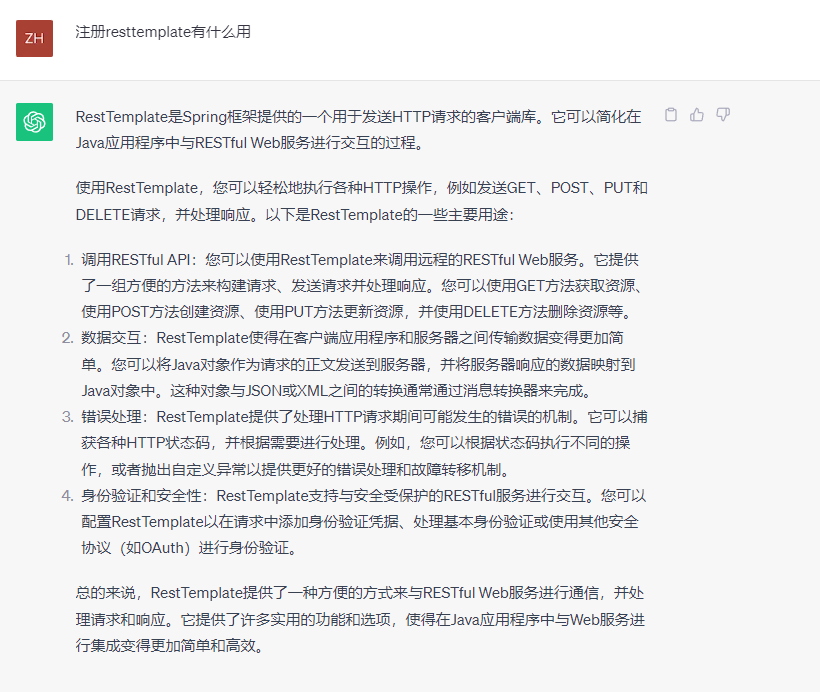 ZH
注册resttemplate有什么用
RestTemplate是Spring框架提供的一个用于发送HTTP请求的客户端库。它可以简化在
Java应用程序中与RESTful Web服务进行交互的过程。
使用RestTemplate，您可以轻松地执行各种HTTP操作，例如发送GET、POST、PUT和
DELETE请求，并处理响应。以下是RestTemplate的一些主要用途：
1. 调用RESTful API：您可以使用RestTemplate来调用远程的RESTful Web服务。它提供
了一组方便的方法来构建请求、发送请求并处理响应。您可以使用GET方法获取资源、
使用POST方法创建资源、使用PUT方法更新资源，并使用DELETE方法删除资源等。
2. 数据交互：RestTemplate使得在客户端应用程序和服务器之间传输数据变得更加简
单。您可以将Java对象作为请求的正文发送到服务器，并将服务器响应的数据映射到
Java对象中。这种对象与JSON或XML之间的转换通常通过消息转换器来完成。
3. 错误处理：RestTemplate提供了处理HTTP请求期间可能发生的错误的机制。它可以捕
获各种HTTP状态码，并根据需要进行处理。例如，您可以根据状态码执行不同的操
作，或者抛出自定义异常以提供更好的错误处理和故障转移机制。
4. 身份验证和安全性：RestTemplate支持与安全受保护的RESTful服务进行交互。您可以
配置RestTemplate以在请求中添加身份验证凭据、处理基本身份验证或使用其他安全
协议（如OAuth）进行身份验证。
总的来说，RestTemplate提供了一种方便的方式来与RESTful Web服务进行通信，并处
理请求和响应。它提供了许多实用的功能和选项，使得在Java应用程序中与Web服务进
行集成变得更加简单和高效。